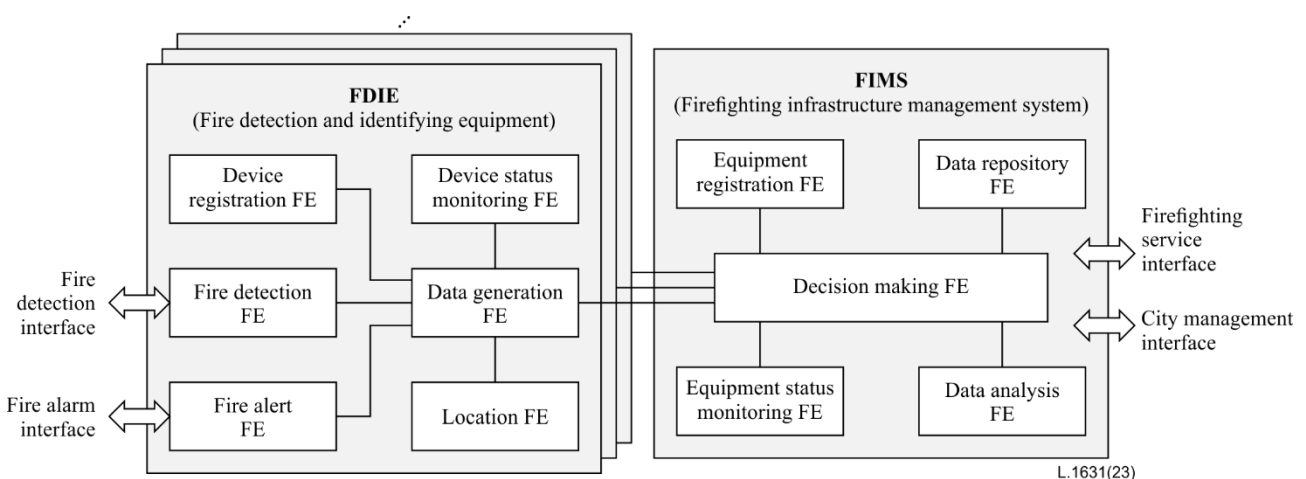 FDIE
(Fire detection and identifying equipment)
Device
registration FE
Device status
monitoring FE
Fire
detection
interface
Fire detection
FE
Data generation
FE
Fire alarm
interface
Fire alert
FE
Location FE
FIMS
(Firefighting infrastructure management system)
Equipment
registration FE
Data repository
FE
Decision making FE
Equipment status
monitoring FE
Data analysis
FE
Firefighting
service
interface
City management
interface
L.1631(23)